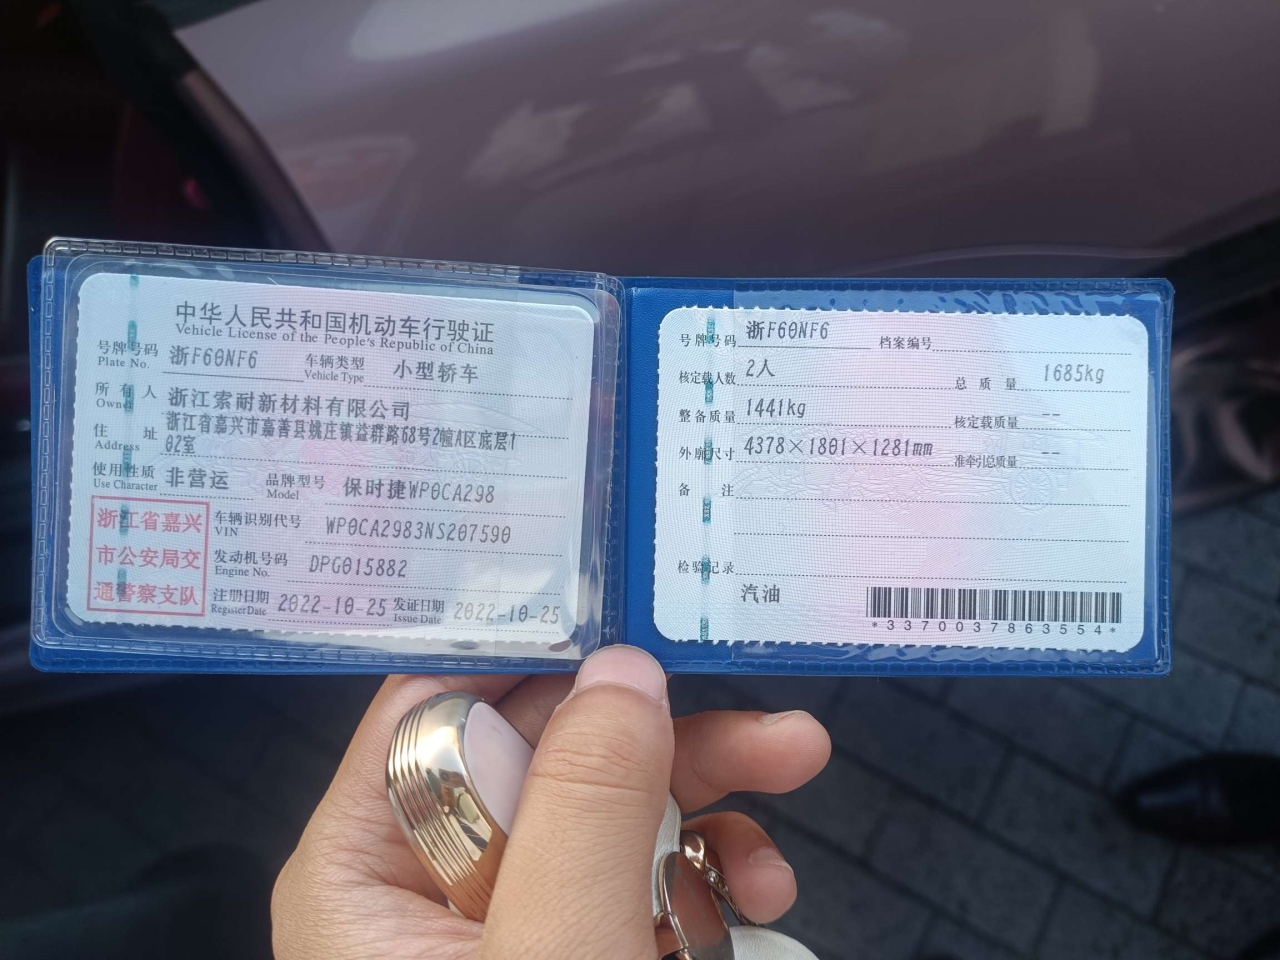 中华人民共和国机动车行驶证
Vehicle License of the People's Republic of China
号牌号码 Plate No. 浙F60NF6 车辆类型 Vehicle Type 小型轿车
所有人 Owner 浙江索耐新材料有限公司
住址 Address 浙江省嘉兴市嘉善县姚庄镇益群路68号2幢A区底层1
02室
使用性质 Use Character 非营运 品牌型号 Model 保时捷WP0CA298
浙江省嘉兴
市公安局交
通警察支队
车辆识别代号 VIN WP0CA2983NS207590
发动机号码 Engine No. DPG015882
注册日期 Register Date 2022-10-25 发证日期 Issue Date 2022-10-25
号牌号码 浙F60NF6 档案编号
核定载人数 2人 总质量 1685kg
整备质量 1441kg 核定载质量 --
外廓尺寸 4378×1801×1281mm 准牵引总质量 --
备注
检验记录
汽油
*3370037863554*